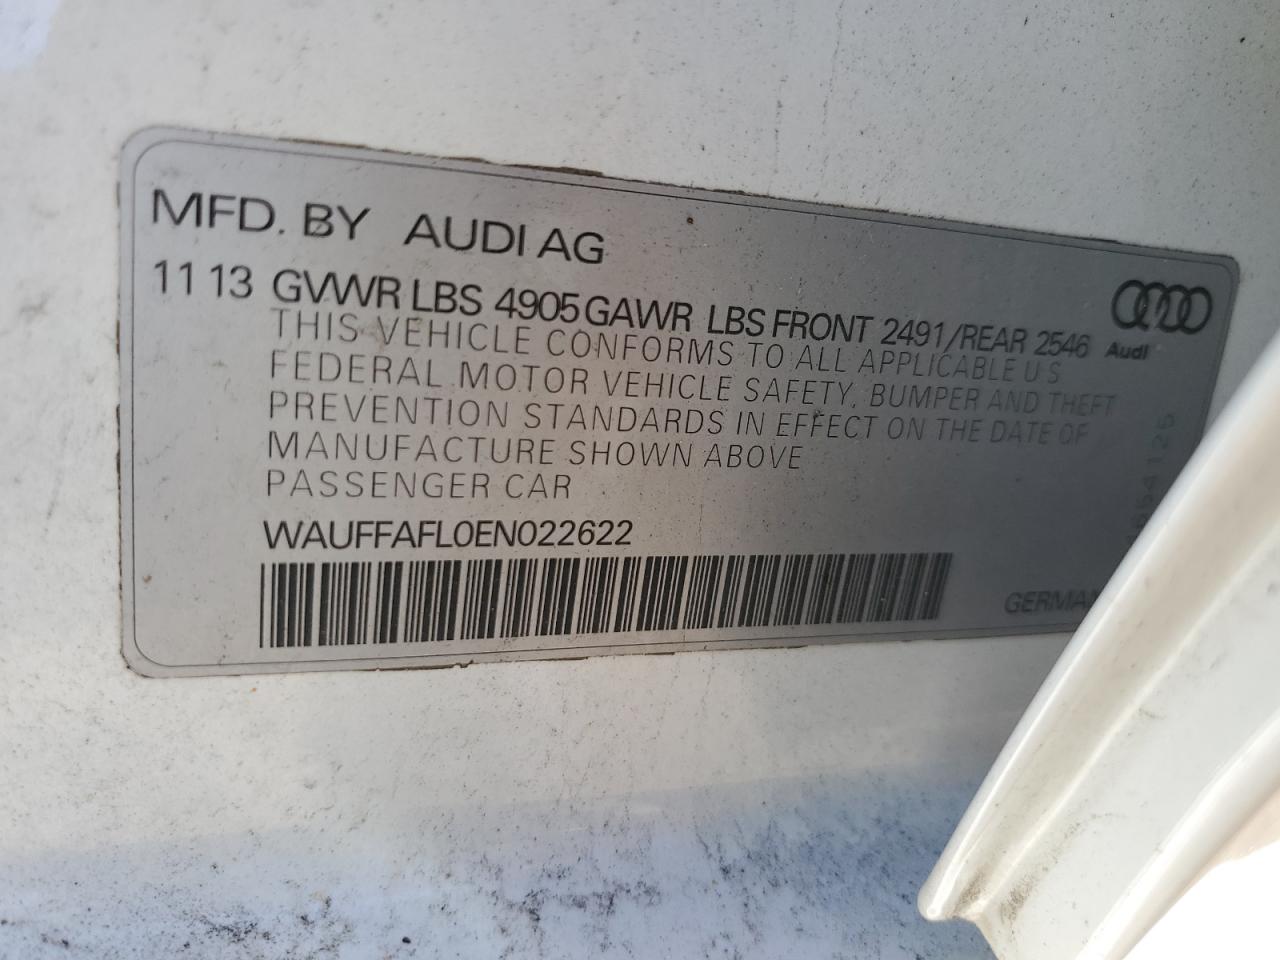 MFD. BY AUDI AG
11 13 GVWR LBS 4905 GAWR LBS FRONT 2491/REAR 2546
Audi
THIS VEHICLE CONFORMS TO ALL APPLICABLE U S
FEDERAL MOTOR VEHICLE SAFETY, BUMPER AND THEFT
PREVENTION STANDARDS IN EFFECT ON THE DATE OF
MANUFACTURE SHOWN ABOVE
PASSENGER CAR
WAUFFAFL0EN022622